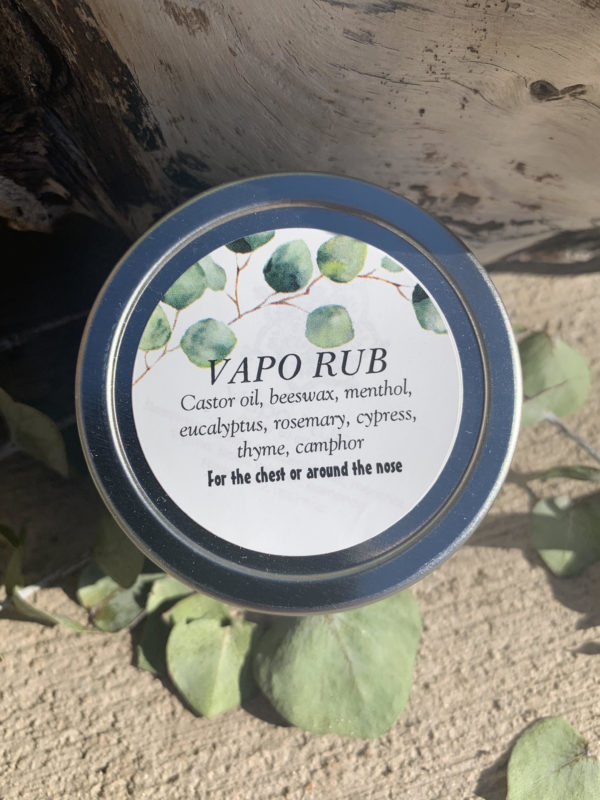 VAPO RUB
Castor oil, beeswax, menthol,
eucalyptus, rosemary, cypress,
thyme, camphor
For the chest or around the nose